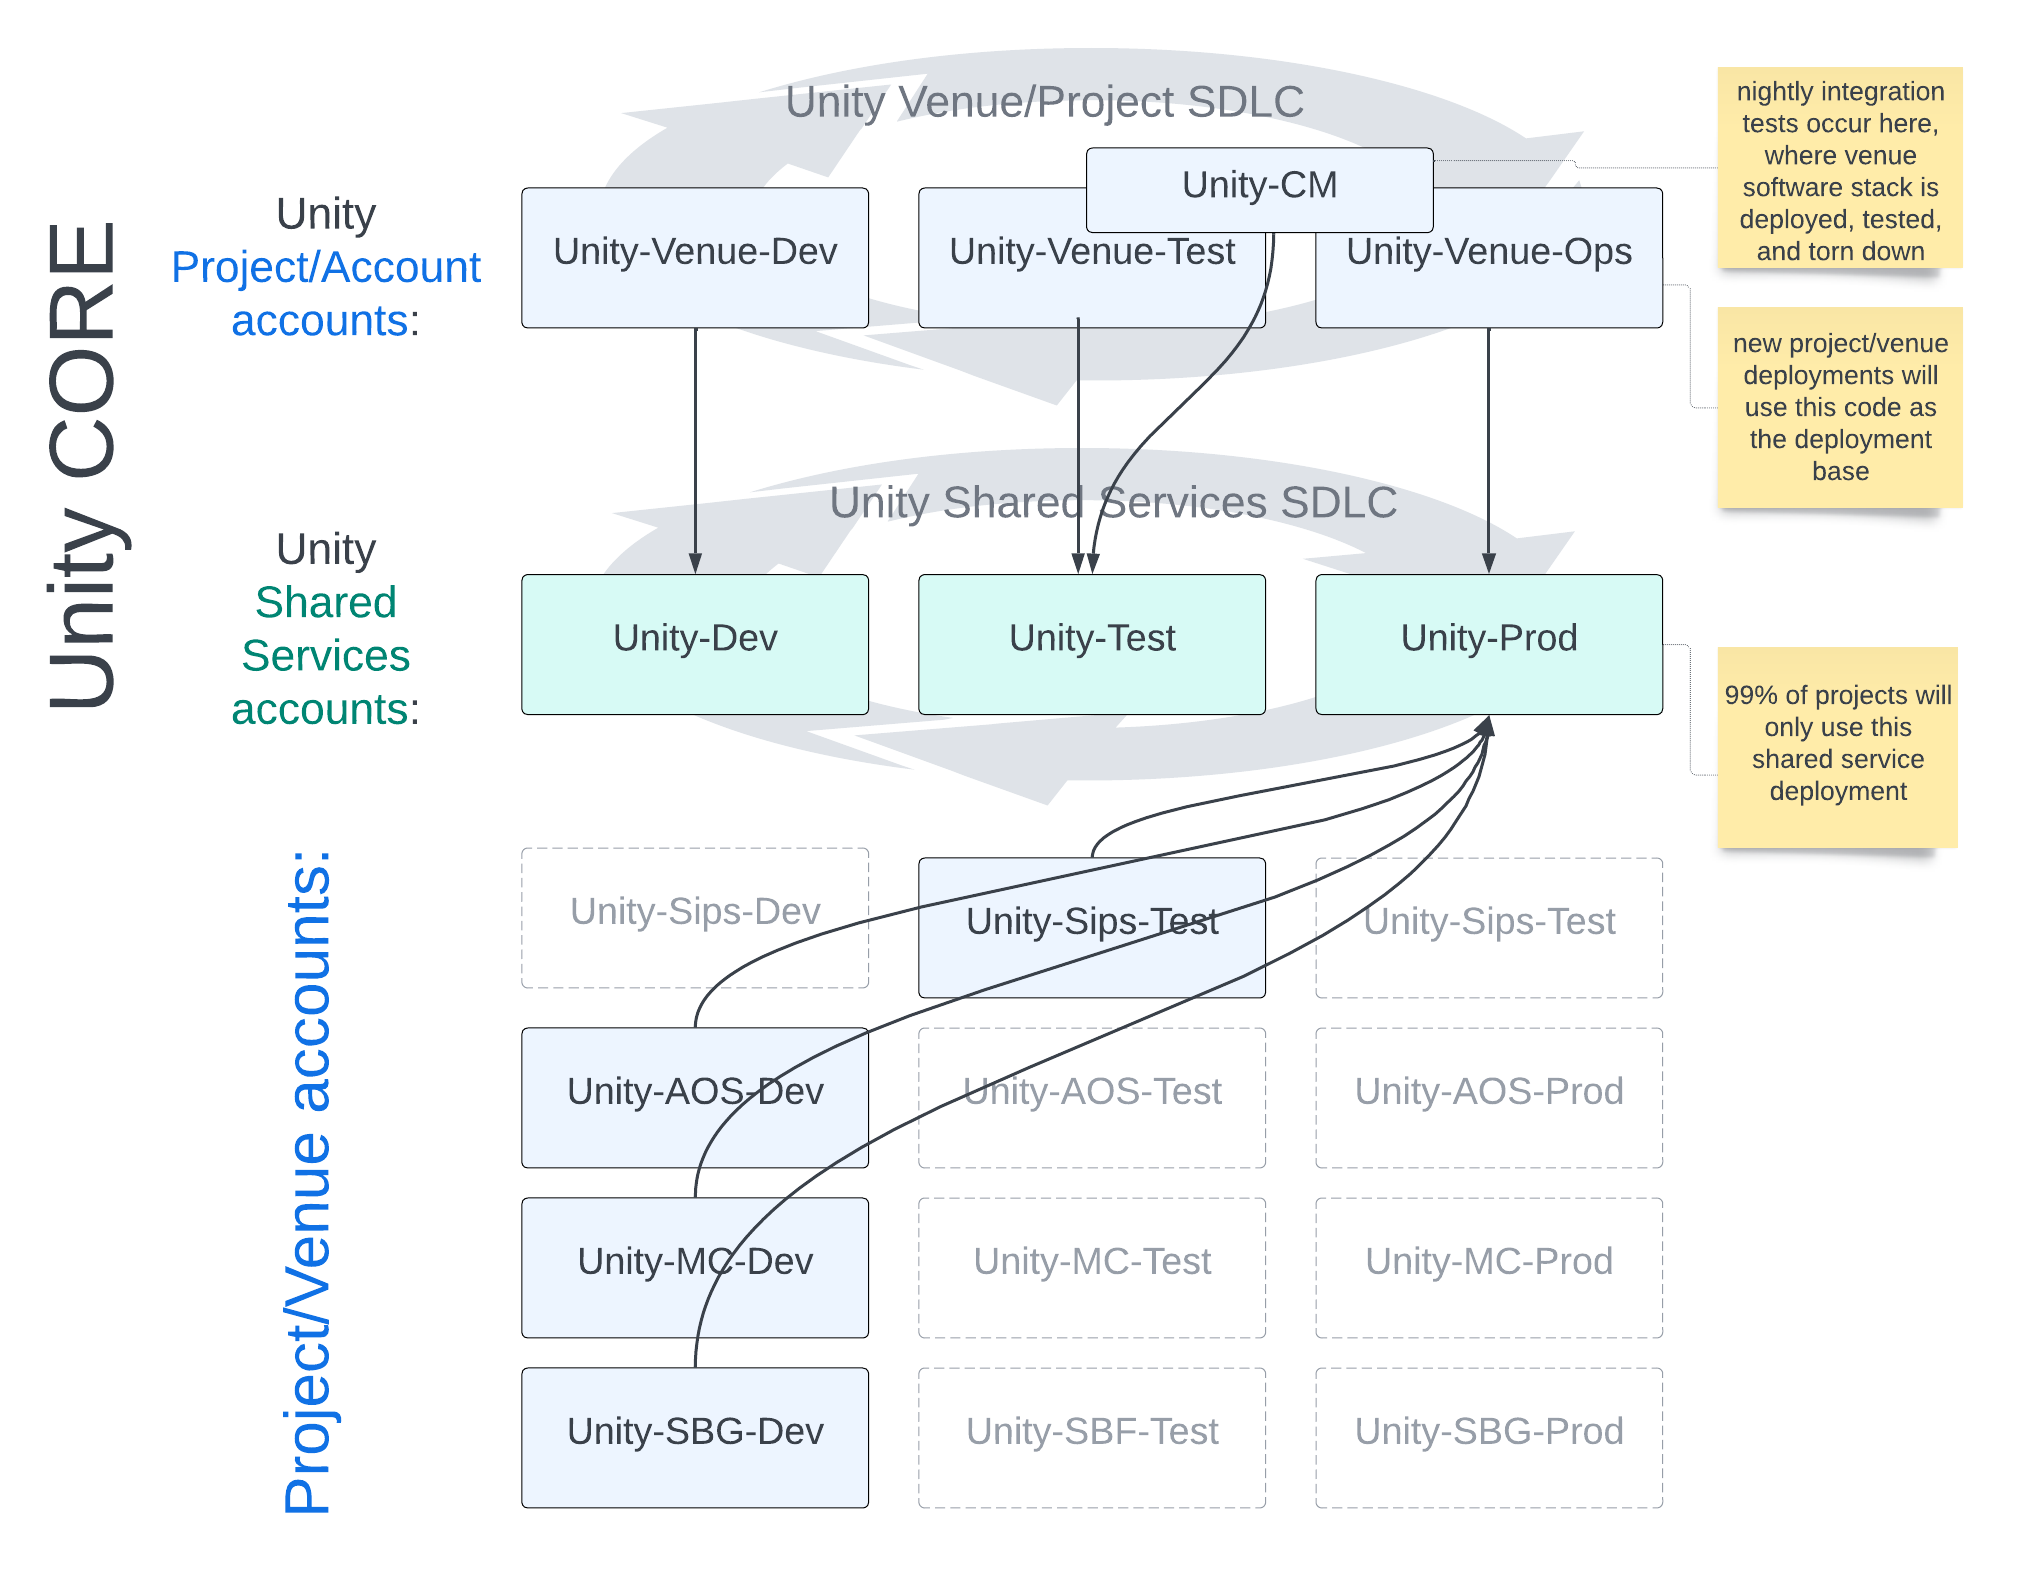 Unity CORE
Unity Venue/Project SDLC
Unity
Project/Account
accounts:
Unity-Venue-Dev
Unity-Venue-Test
Unity-CM
Unity-Venue-Ops
nightly integration
tests occur here,
where venue
software stack is
deployed, tested,
and torn down
new project/venue
deployments will
use this code as
the deployment
base
Unity Shared Services SDLC
Unity
Shared
Services
accounts:
Unity-Dev
Unity-Test
Unity-Prod
99% of projects will
only use this
shared service
deployment
Project/Venue accounts:
Unity-Sips-Dev
Unity-Sips-Test
Unity-Sips-Test
Unity-AOS-Dev
Unity-AOS-Test
Unity-AOS-Prod
Unity-MC-Dev
Unity-MC-Test
Unity-MC-Prod
Unity-SBG-Dev
Unity-SBF-Test
Unity-SBG-Prod